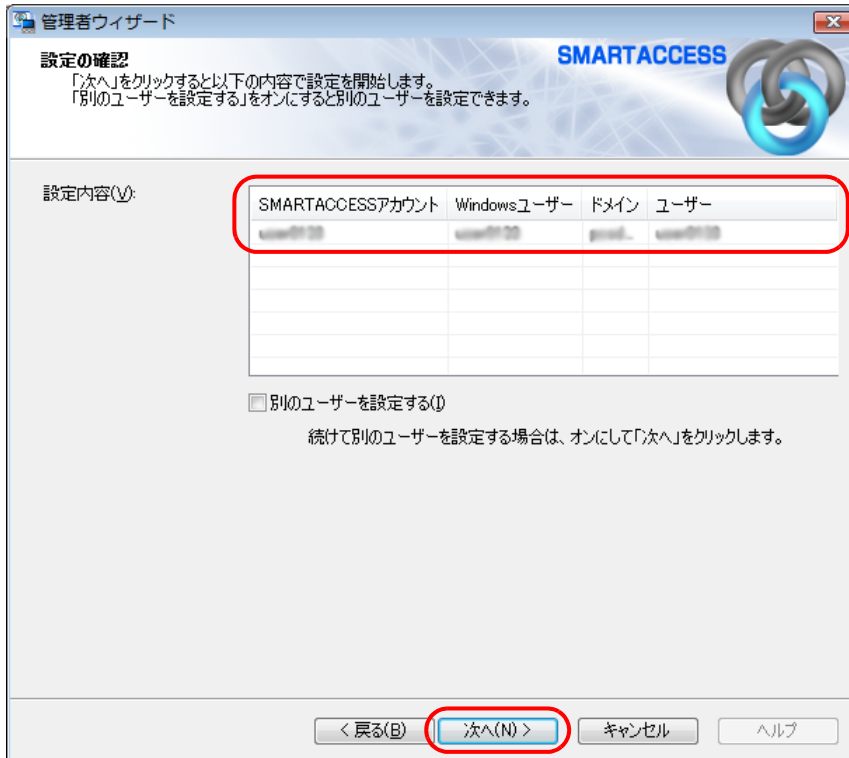 管理者ウィザード
設定の確認
SMARTACCESS
「次へ」をクリックすると以下の内容で設定を開始します。
「別のユーザーを設定する」をオンにすると別のユーザーを設定できます。
設定内容(V):
SMARTACCESSアカウント Windowsユーザー ドメイン ユーザー
別のユーザーを設定する(I)
続けて別のユーザーを設定する場合は、オンにして「次へ」をクリックします。
< 戻る(B) 次へ(N) > キャンセル ヘルプ